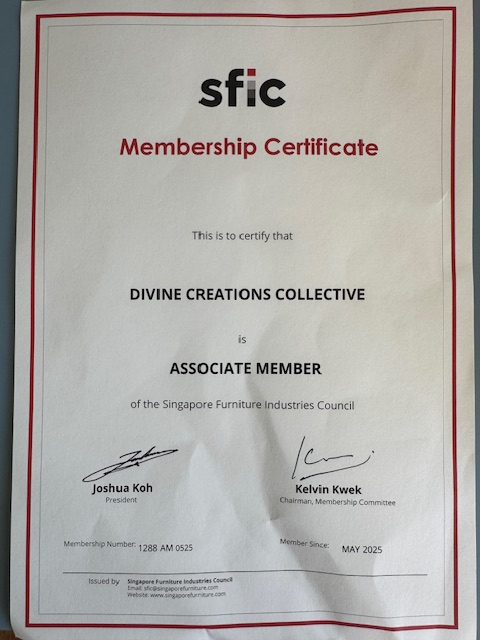 sfic
Membership Certificate
This is to certify that
DIVINE CREATIONS COLLECTIVE
is
ASSOCIATE MEMBER
of the Singapore Furniture Industries Council
Joshua Koh
President
Kelvin Kwek
Chairman, Membership Committee
Membership Number: 1288 AM 0525
Member Since: MAY 2025
Issued by Singapore Furniture Industries Council
Email: sfic@singaporefurniture.com
Website: www.singaporefurniture.com